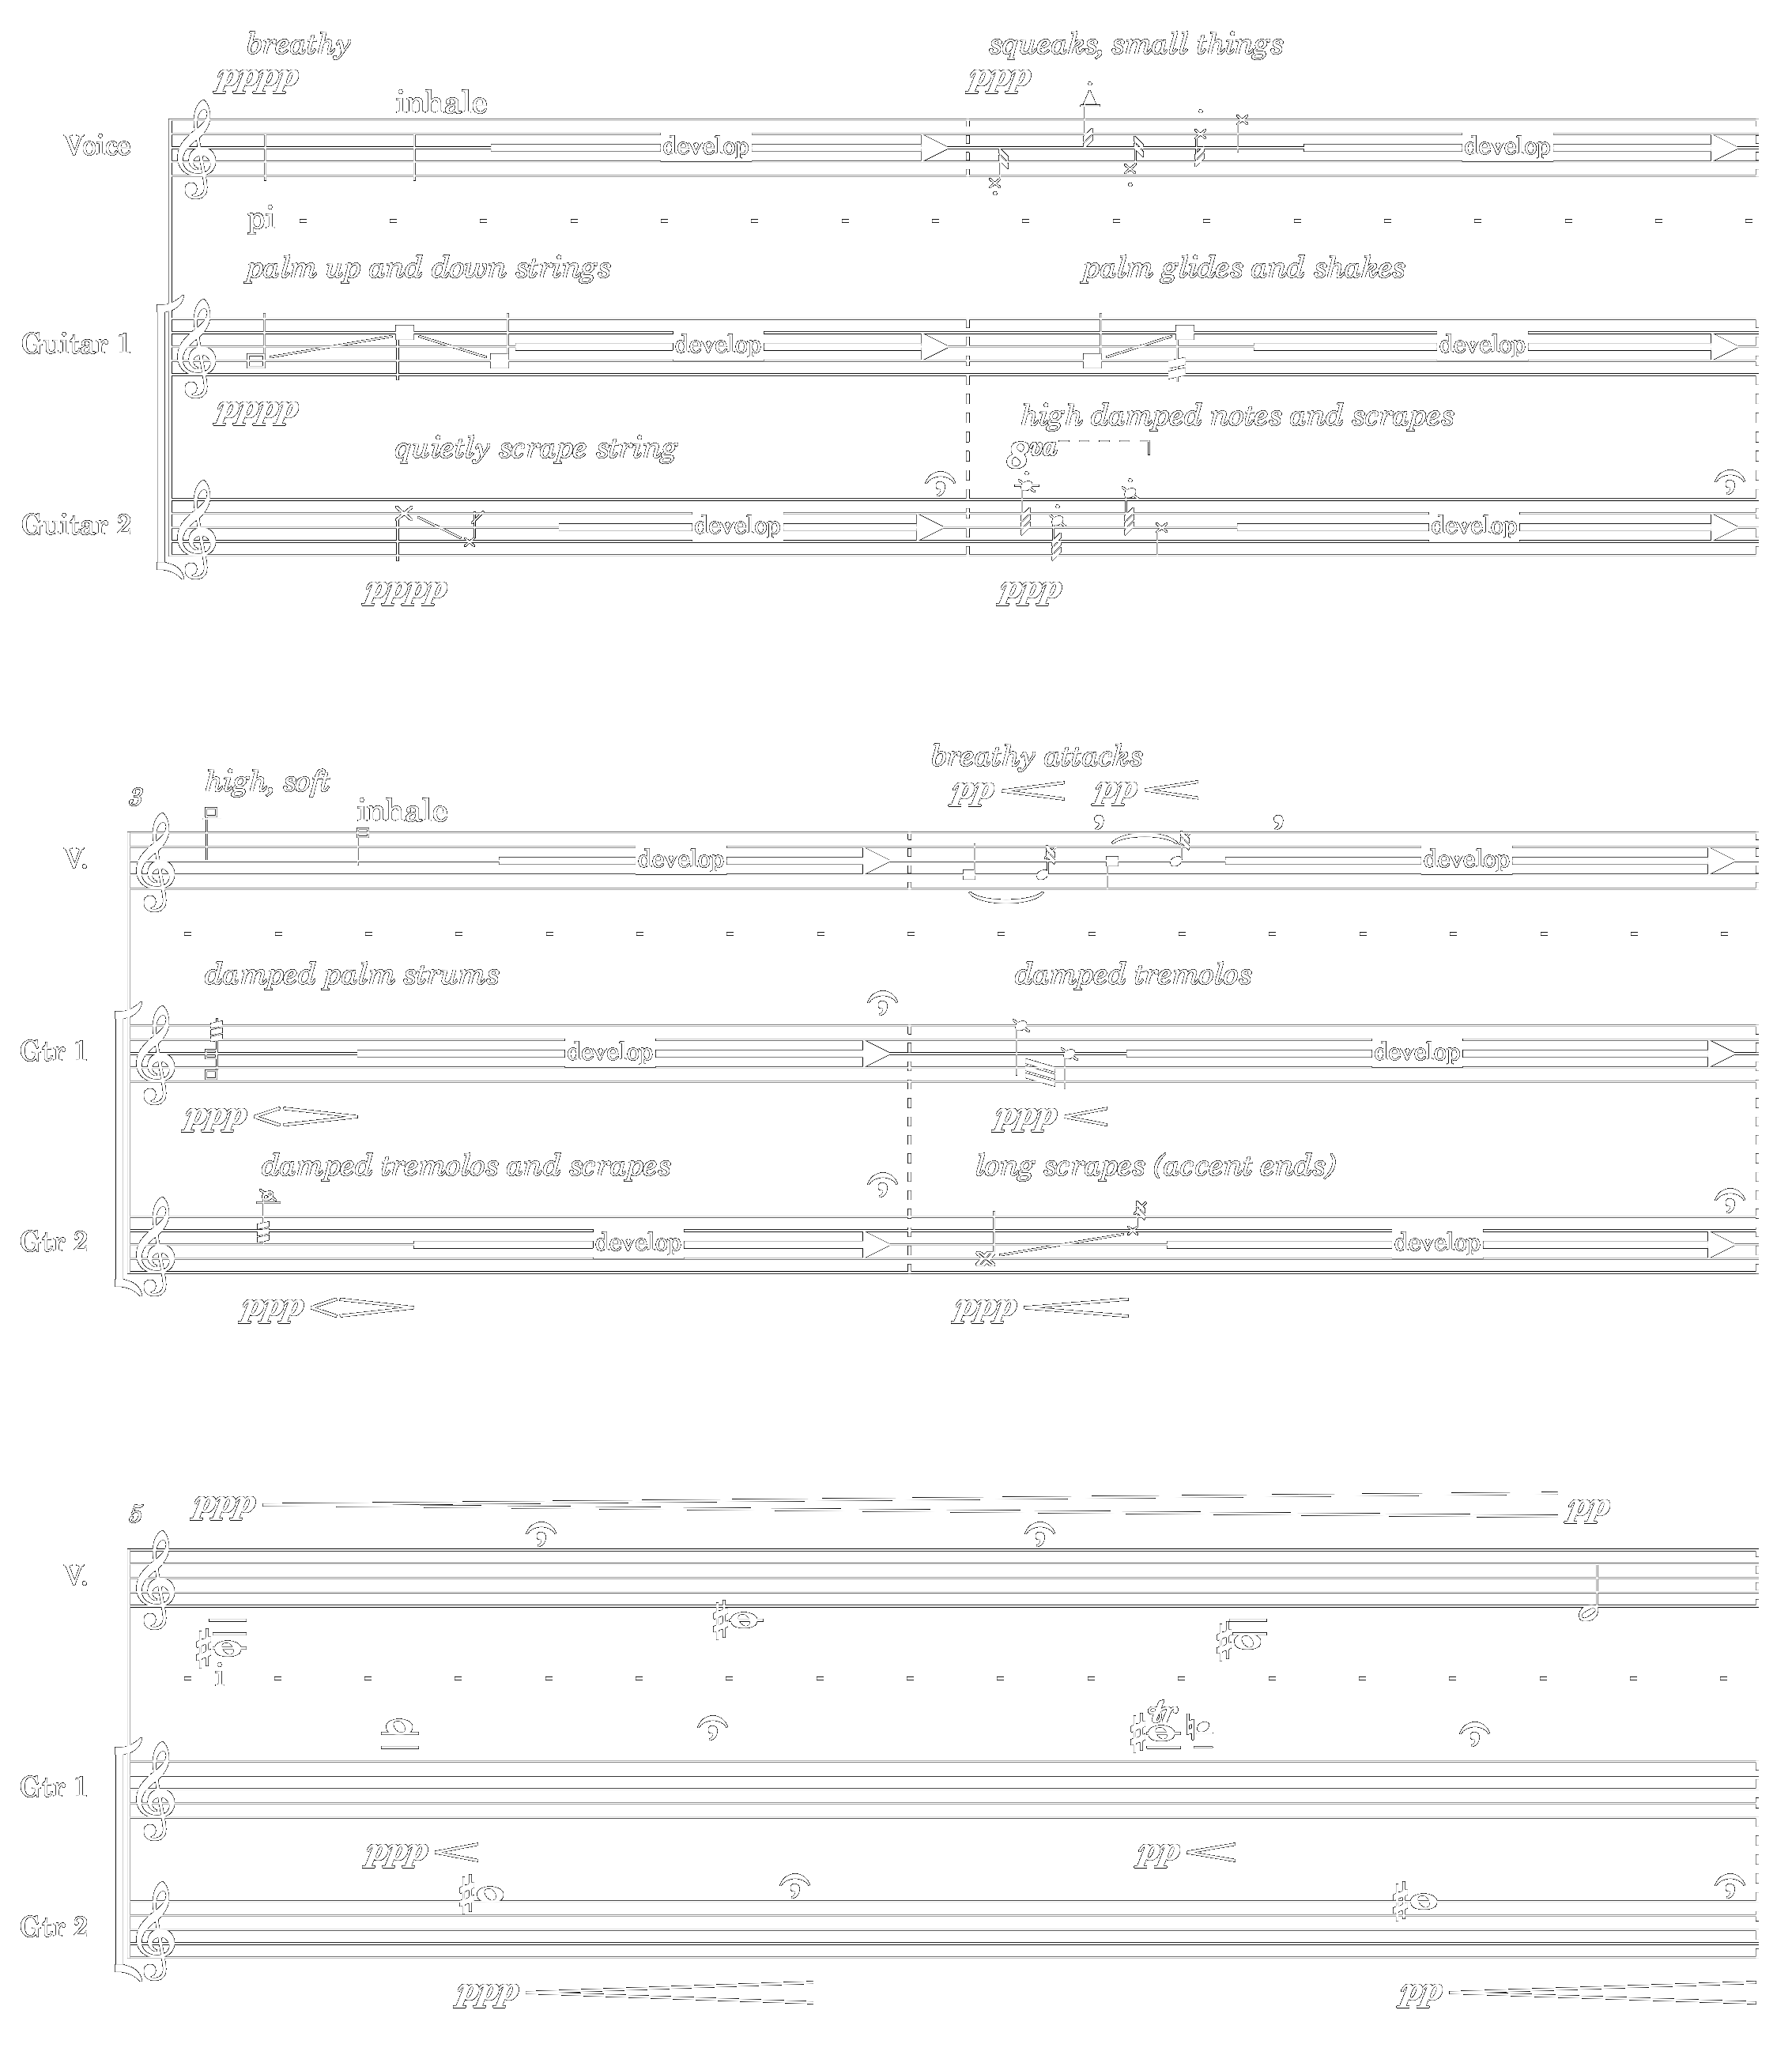 breathy squeaks, small things
pppp ppp
inhale
Voice develop develop
pi - - - - - - - - - - - - - - - - -
palm up and down strings palm glides and shakes
Guitar 1 develop develop
pppp high damped notes and scrapes
quietly scrape string 8va
Guitar 2 develop develop
pppp ppp
breathy attacks
3 high, soft pp pp
inhale
V. develop develop
- - - - - - - - - - - - - - - - - -
damped palm strums damped tremolos
Gtr 1 develop develop
ppp ppp
damped tremolos and scrapes long scrapes (accent ends)
Gtr 2 develop develop
ppp ppp
5 ppp pp
V.
- i - - - - - - - - - - - - - - - - -
tr
Gtr 1
ppp pp
Gtr 2
ppp pp